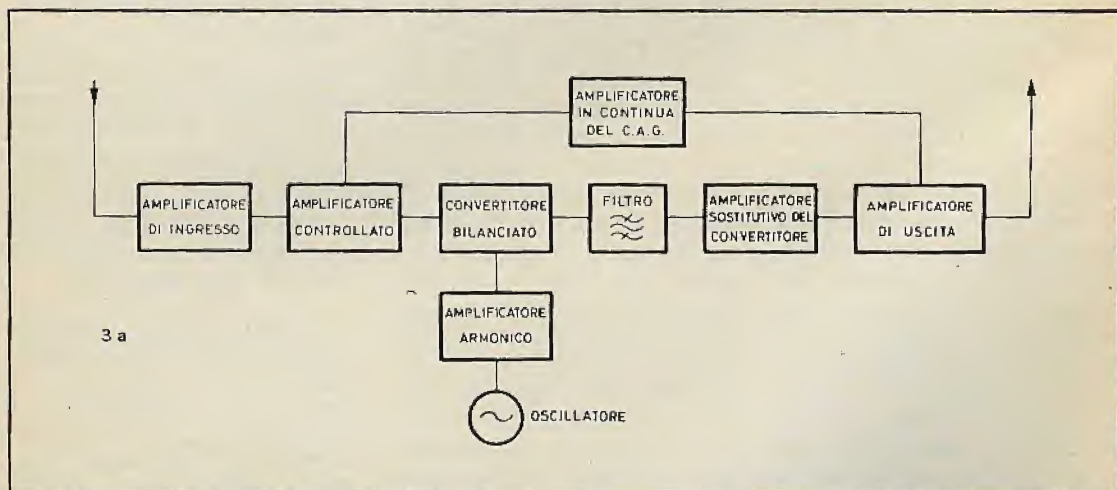 AMPLIFICATORE
IN CONTINUA
DEL C.A.G.
AMPLIFICATORE
DI INGRESSO
AMPLIFICATORE
CONTROLLATO
CONVERTITORE
BILANCIATO
FILTRO
AMPLIFICATORE
SOSTITUTIVO DEL
CONVERTITORE
AMPLIFICATORE
DI USCITA
AMPLIFICATORE
ARMONICO
3 a
OSCILLATORE